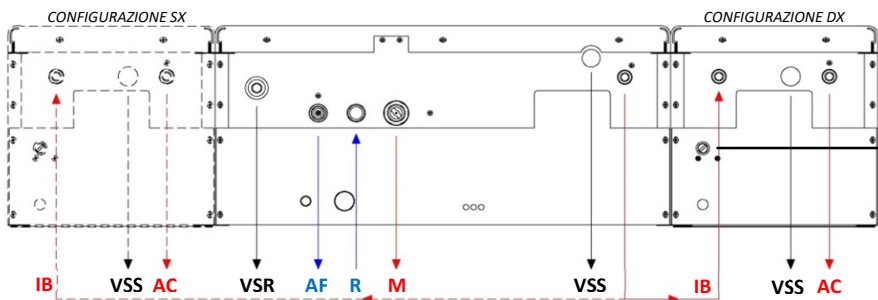 CONFIGURAZIONE SX
CONFIGURAZIONE DX
IB VSS AC VSR AF R M VSS IB VSS AC